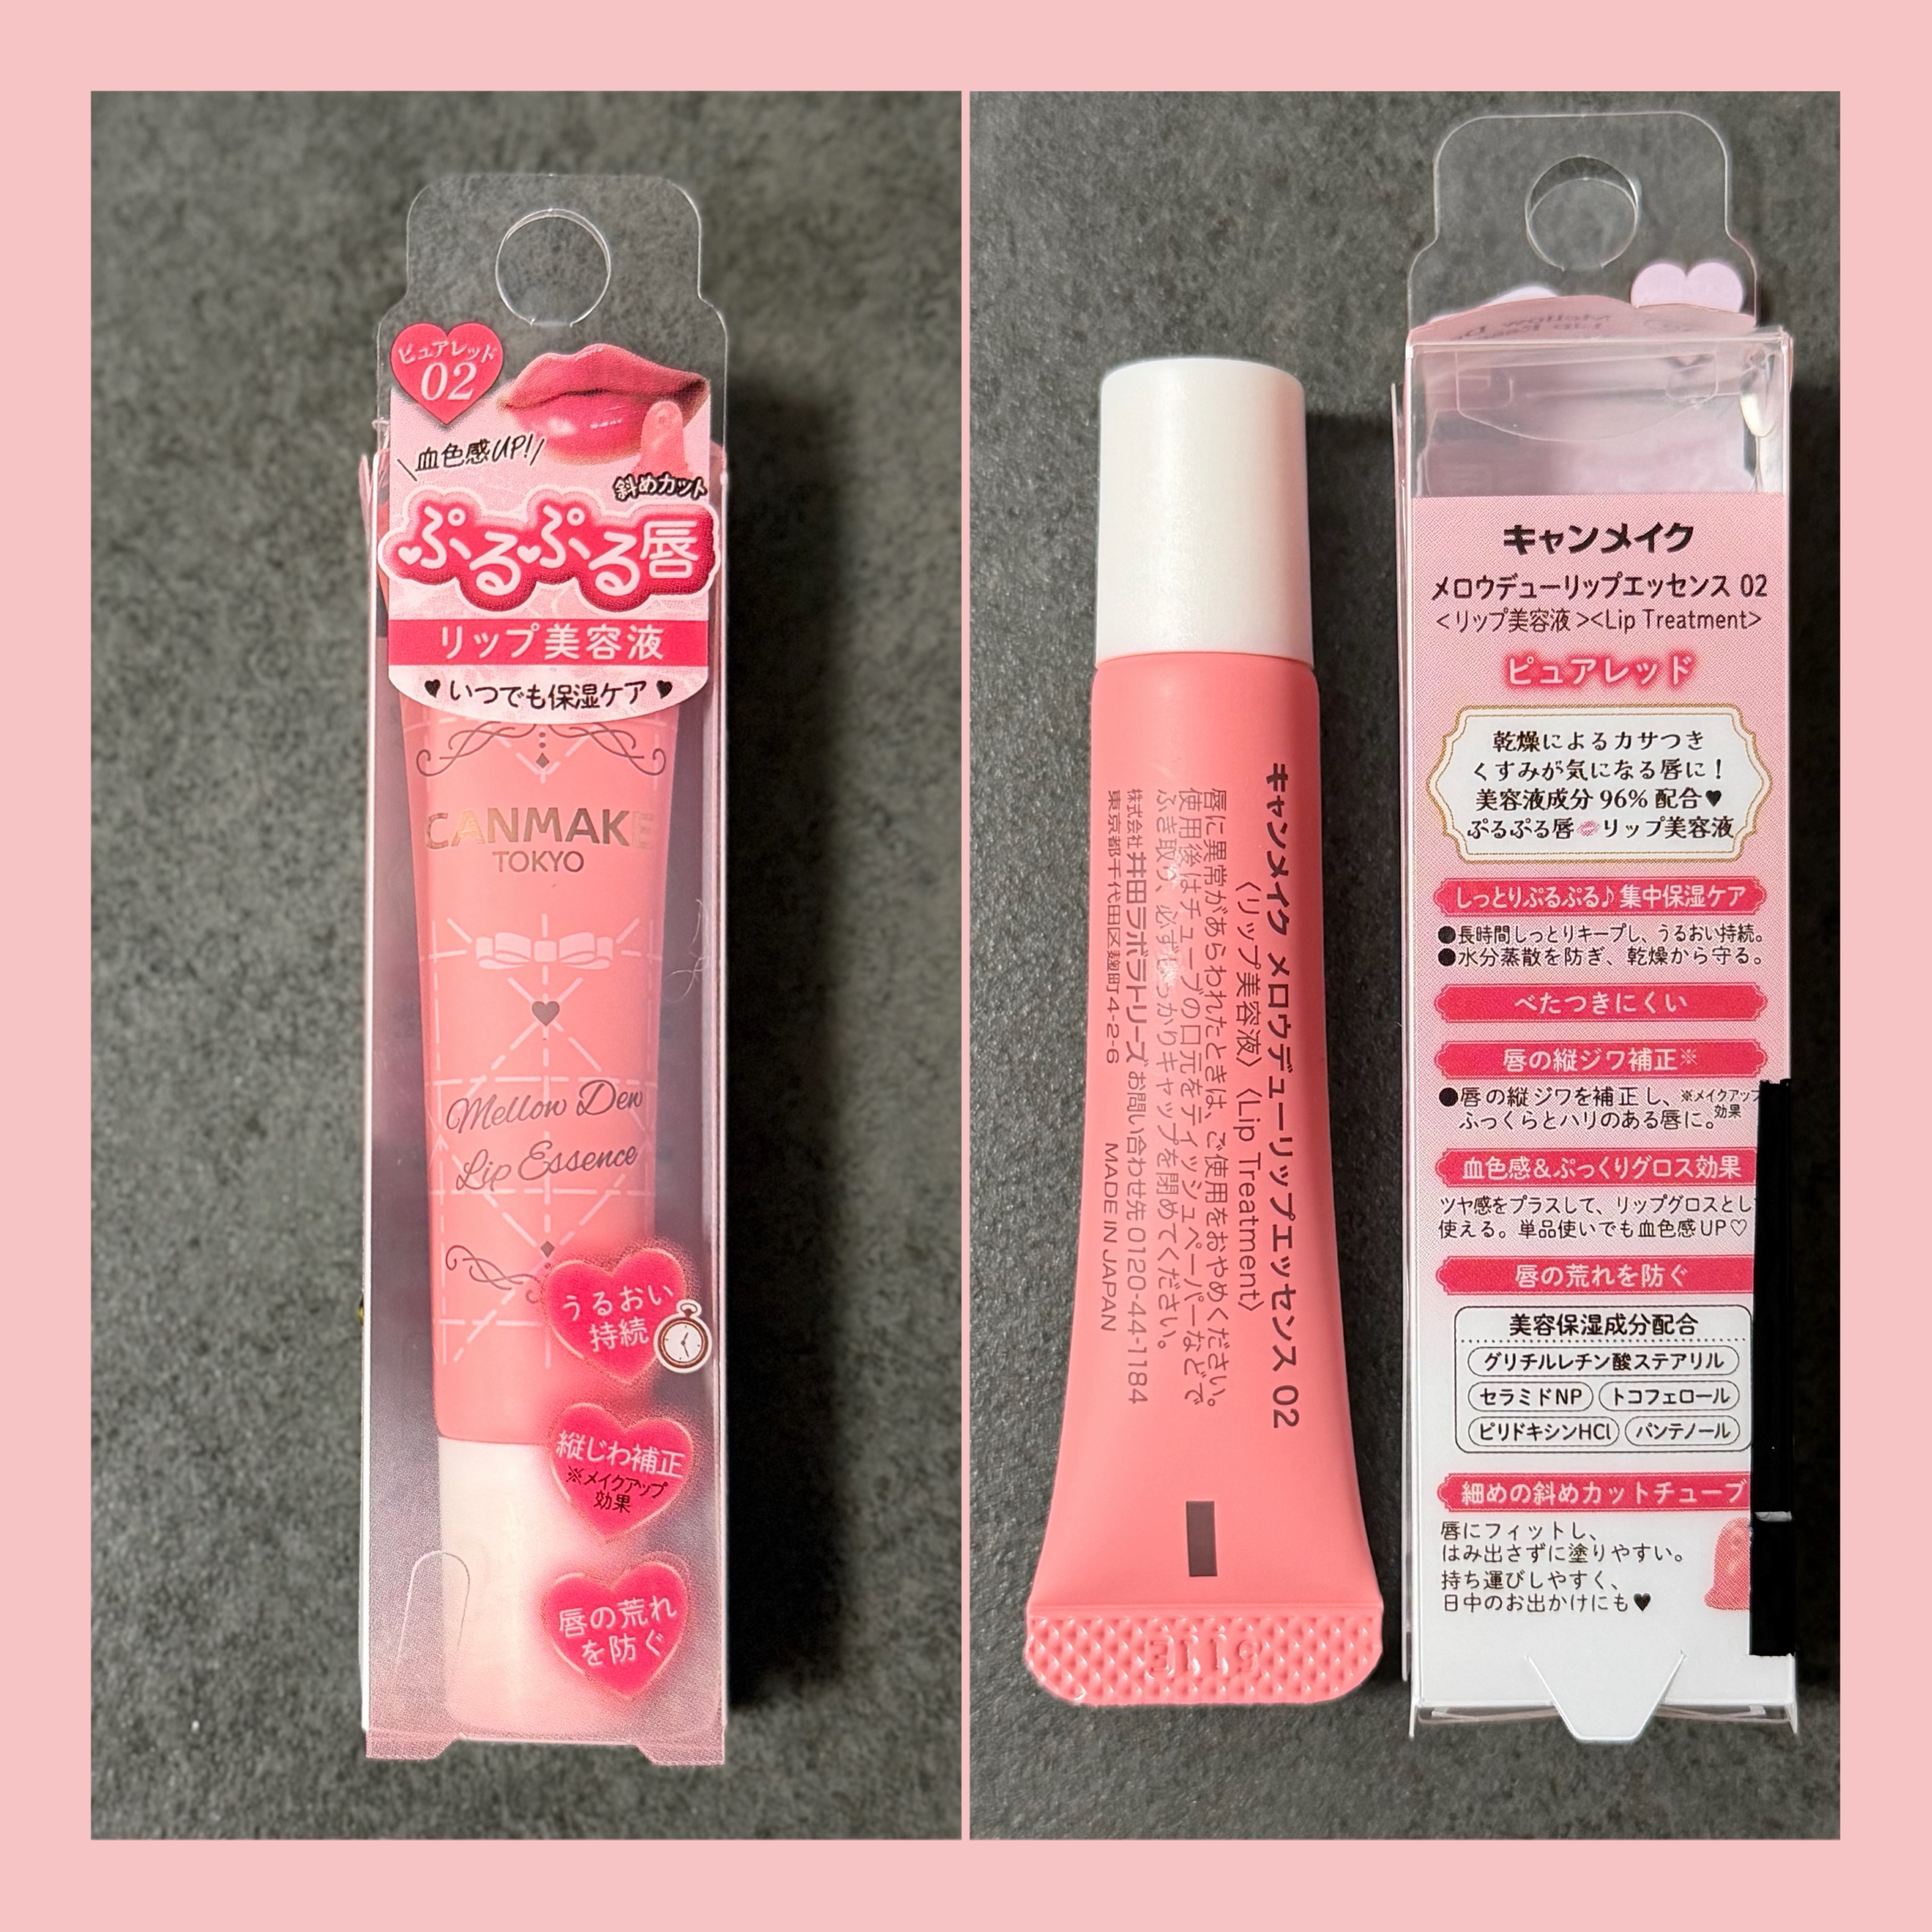 ピュアレッド
02
血色感UP!
斜めカット
ぷるぷる唇
リップ美容液
いつでも保湿ケア
CANMAKE
TOKYO
Mellow Dew
Lip Essence
うるおい
持続
縦じわ補正
※メイクアップ
効果
唇の荒れ
を防ぐ
キャンメイク メロウデューリップエッセンス 02
〈リップ美容液〉〈Lip Treatment〉
唇に異常があらわれたときは、ご使用をおやめください。
使用後はチューブの口元をティッシュペーパーなどで
ふき取り、必ずしっかりキャップを閉めてください。
株式会社 井田ラボラトリーズ お問い合わせ先 0120-44-1184
東京都千代田区麹町4-2-6 MADE IN JAPAN
キャンメイク
メロウデューリップエッセンス 02
<リップ美容液><Lip Treatment>
ピュアレッド
乾燥によるカサつき
くすみが気になる唇に!
美容液成分 96% 配合♥
ぷるぷる唇💋リップ美容液
しっとりぷるぷる♪集中保湿ケア
●長時間しっとりキープし、うるおい持続。
●水分蒸散を防ぎ、乾燥から守る。
べたつきにくい
唇の縦ジワ補正※
●唇の縦ジワを補正し、※メイクアップ
ふっくらとハリのある唇に。効果
血色感&ぷっくりグロス効果
ツヤ感をプラスして、リップグロスとし
使える。単品使いでも血色感UP♡
唇の荒れを防ぐ
美容保湿成分配合
グリチルレチン酸ステアリル
セラミドNP トコフェロール
ピリドキシンHCl パンテノール
細めの斜めカットチューブ
唇にフィットし、
はみ出さずに塗りやすい。
持ち運びしやすく、
日中のお出かけにも♥